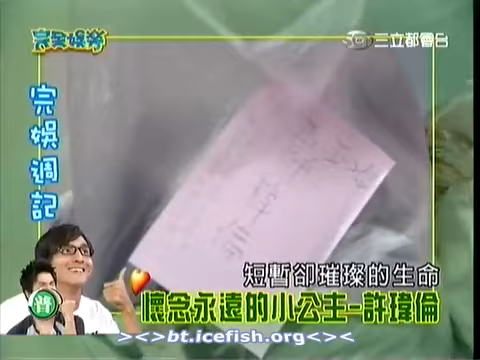 完全娛樂
三立都會台
完娛週記
短暫卻璀璨的生命
懷念永遠的小公主-許瑋倫
><>bt.icefish.org<><